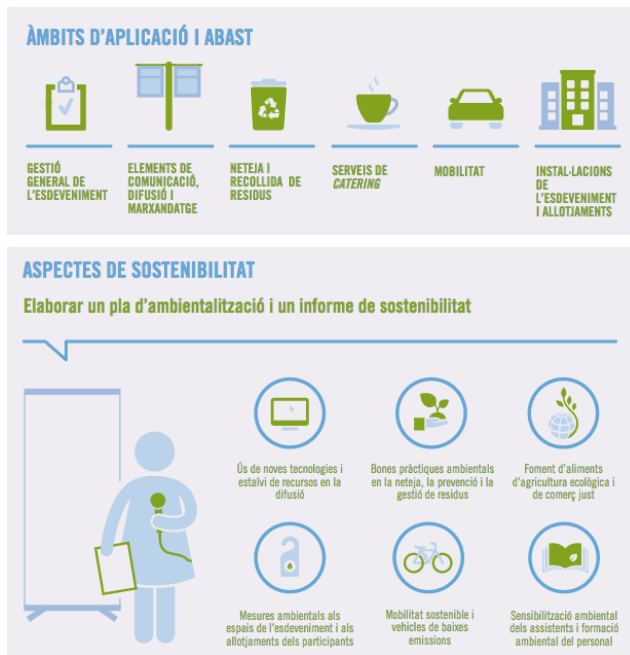 ÀMBITS D'APLICACIÓ I ABAST
GESTIÓ
GENERAL DE
L'ESDEVENIMENT
ELEMENTS DE
COMUNICACIÓ,
DIFUSIÓ I
MARXANDATGE
NETEJA I
RECOLLIDA DE
RESIDUS
SERVEIS DE
CATERING
MOBILITAT
INSTAL·LACIONS
DE
L'ESDEVENIMENT
I ALLOTJAMENTS
ASPECTES DE SOSTENIBILITAT
Elaborar un pla d'ambientalització i un informe de sostenibilitat
Ús de noves tecnologies i
estalvi de recursos en la
difusió
Bones pràctiques ambientals
en la neteja, la prevenció i la
gestió de residus
Foment d'aliments
d'agricultura ecològica i
de comerç just
Mesures ambientals als
espais de l'esdeveniment i als
allotjaments dels participants
Mobilitat sostenible i
vehicles de baixes
emissions
Sensibilització ambiental
dels assistents i formació
ambiental del personal